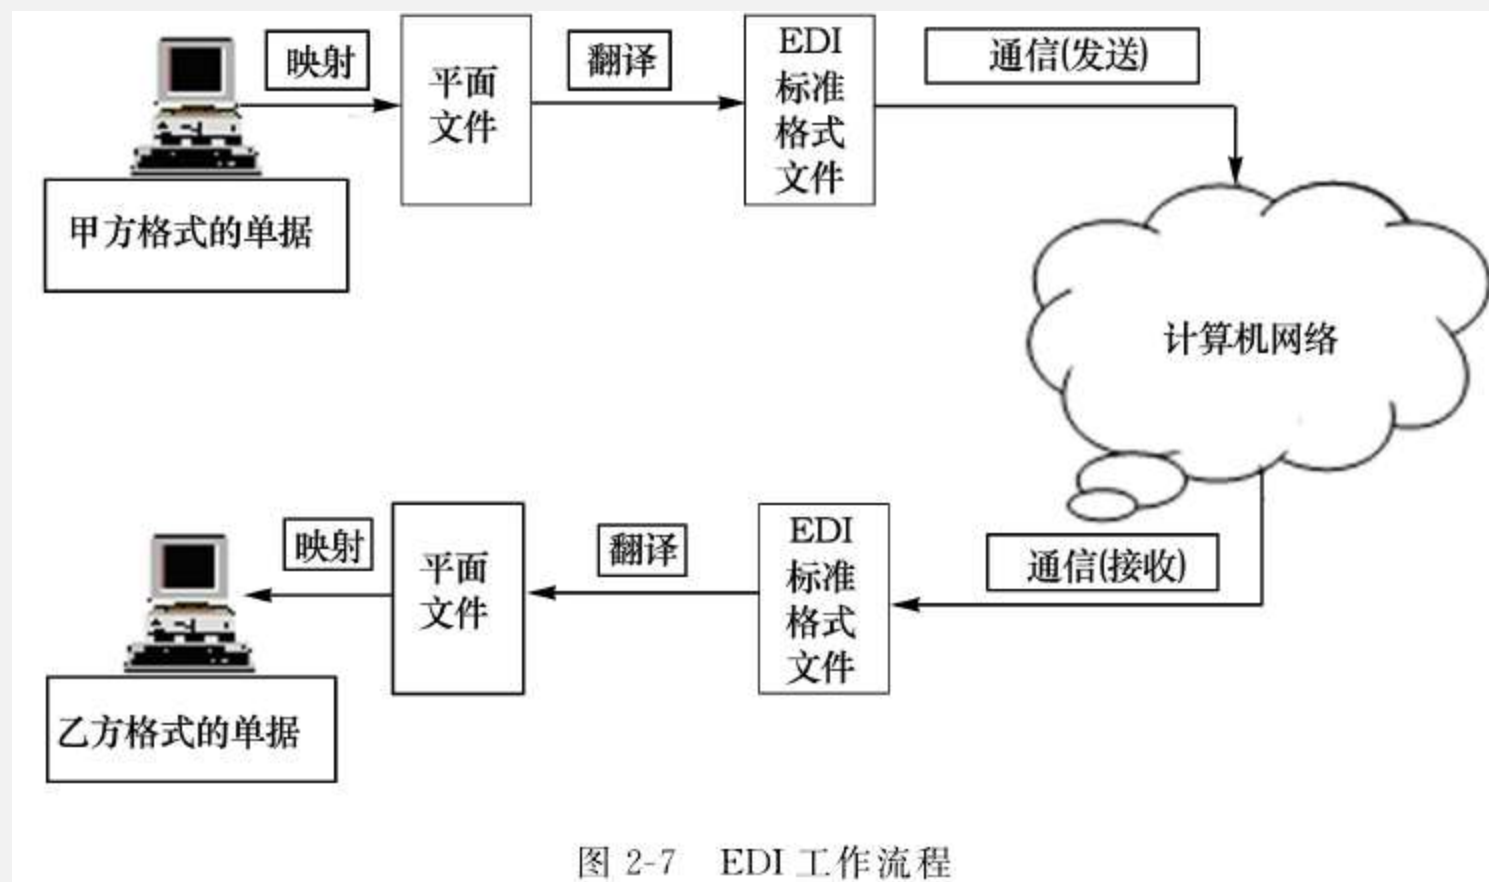 映射
平面
文件
翻译
EDI
标准
格式
文件
通信(发送)
甲方格式的单据
计算机网络
映射
平面
文件
翻译
EDI
标准
格式
文件
通信(接收)
乙方格式的单据
图 2-7 EDI 工作流程